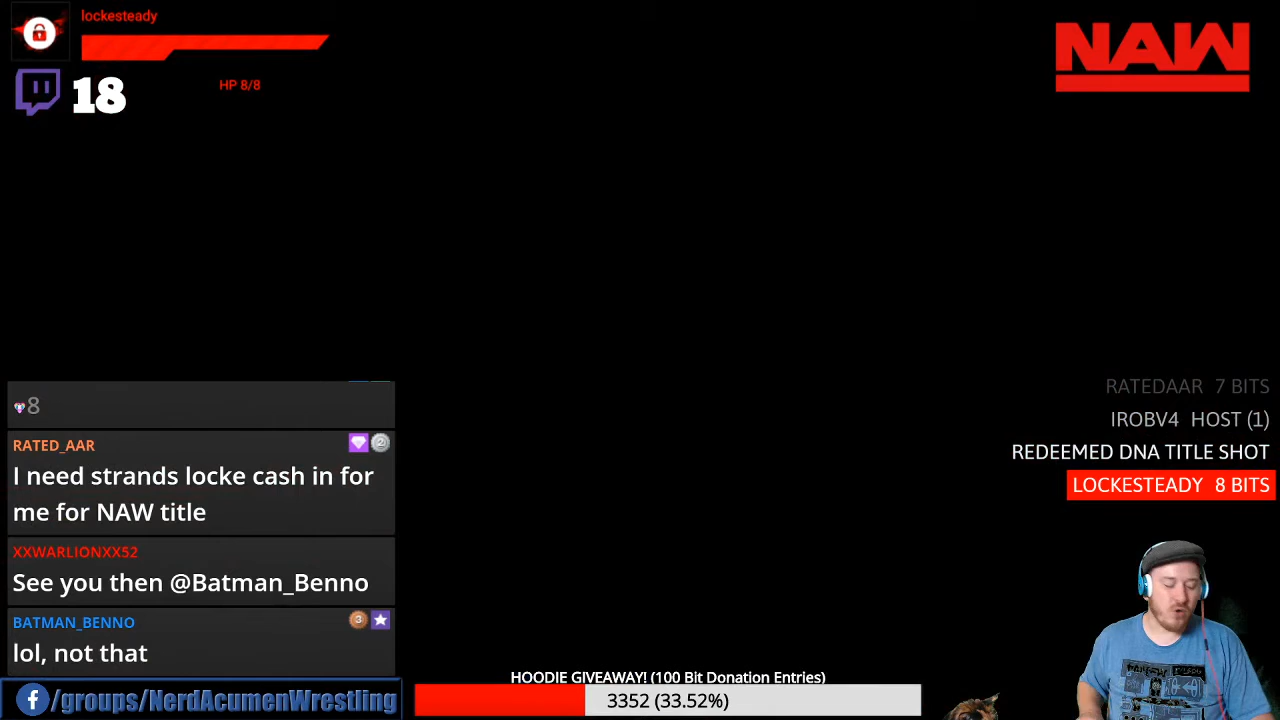 lockesteady
HP 8/8
18
NAW
8
RATED_AAR
2
I need strands locke cash in for
me for NAW title
XXWARLIONXX52
See you then @Batman_Benno
BATMAN_BENNO
3
lol, not that
/groups/NerdAcumenWrestling
RATEDAAR 7 BITS
IROBV4 HOST (1)
REDEEMED DNA TITLE SHOT
LOCKESTEADY 8 BITS
HOODIE GIVEAWAY! (100 Bit Donation Entries)
3352 (33.52%)